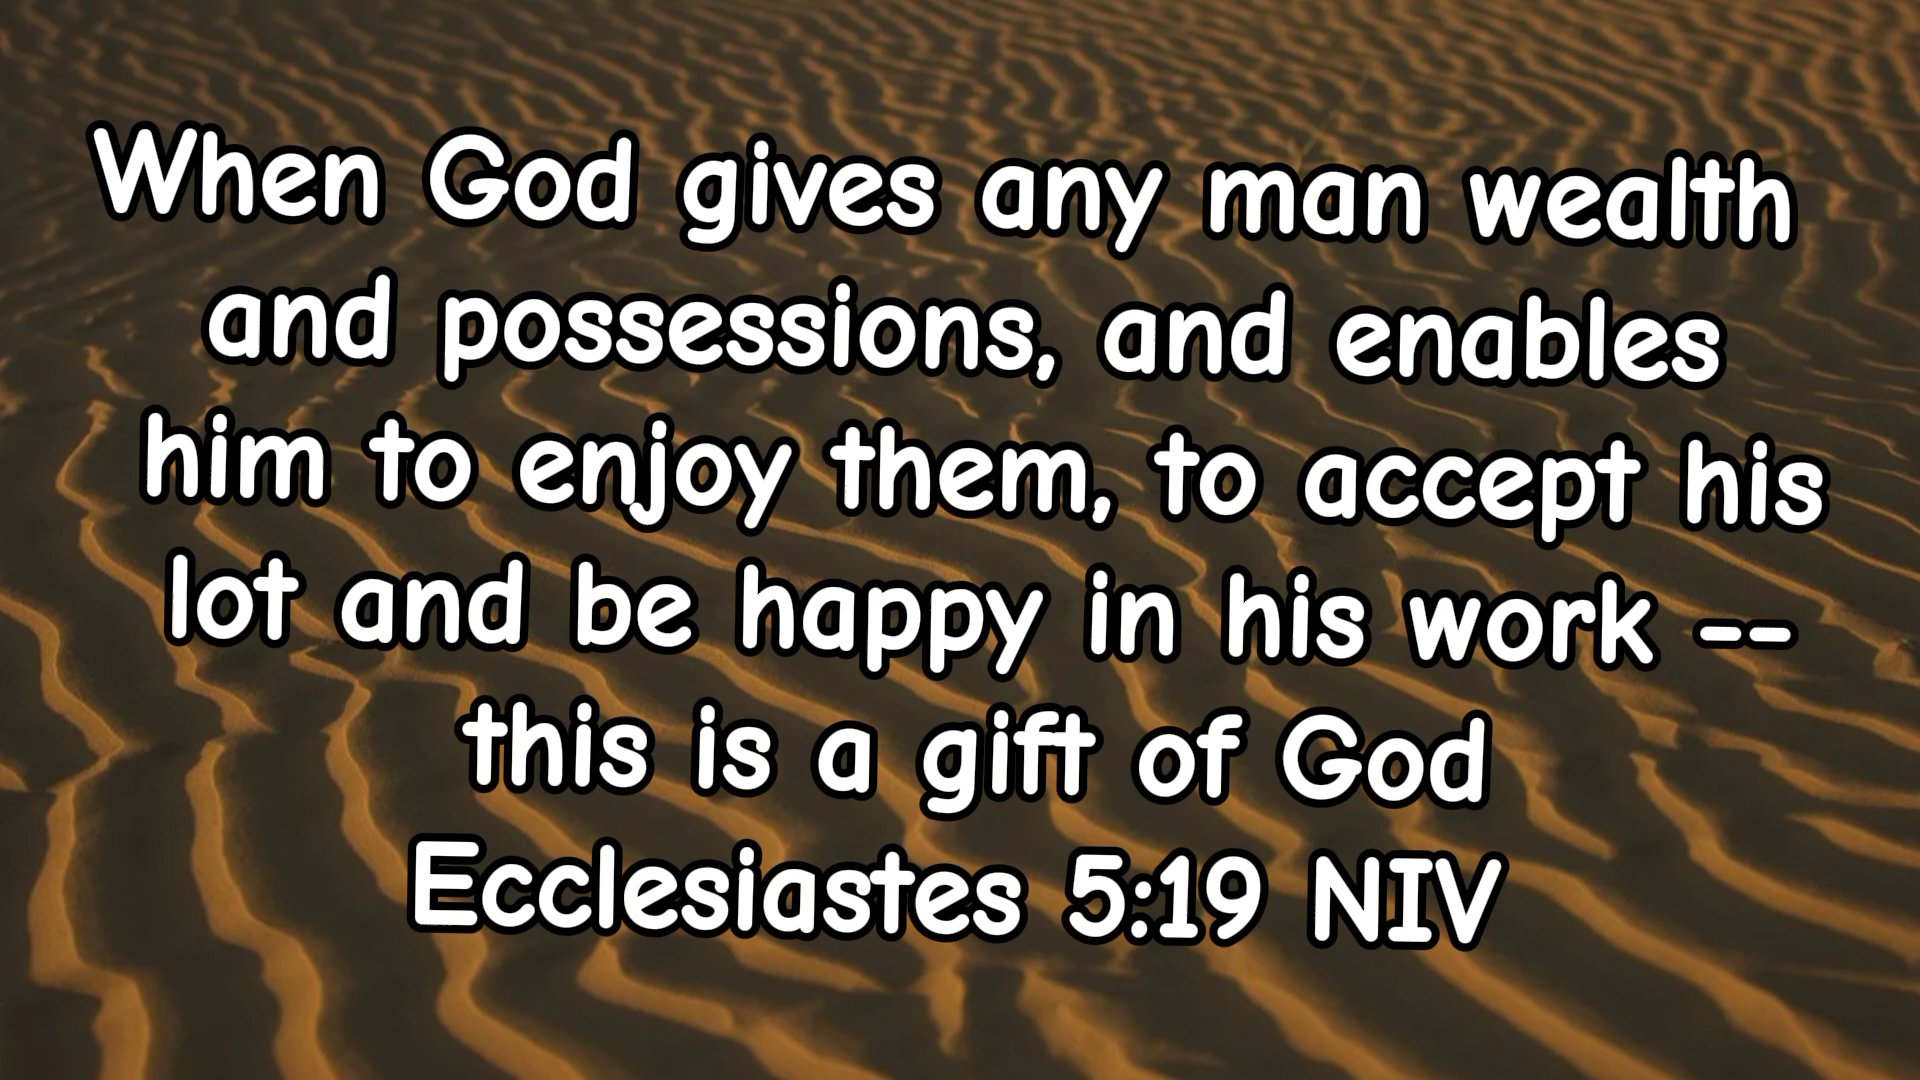 When God gives any man wealth
and possessions, and enables
him to enjoy them, to accept his
lot and be happy in his work --
this is a gift of God
Ecclesiastes 5:19 NIV